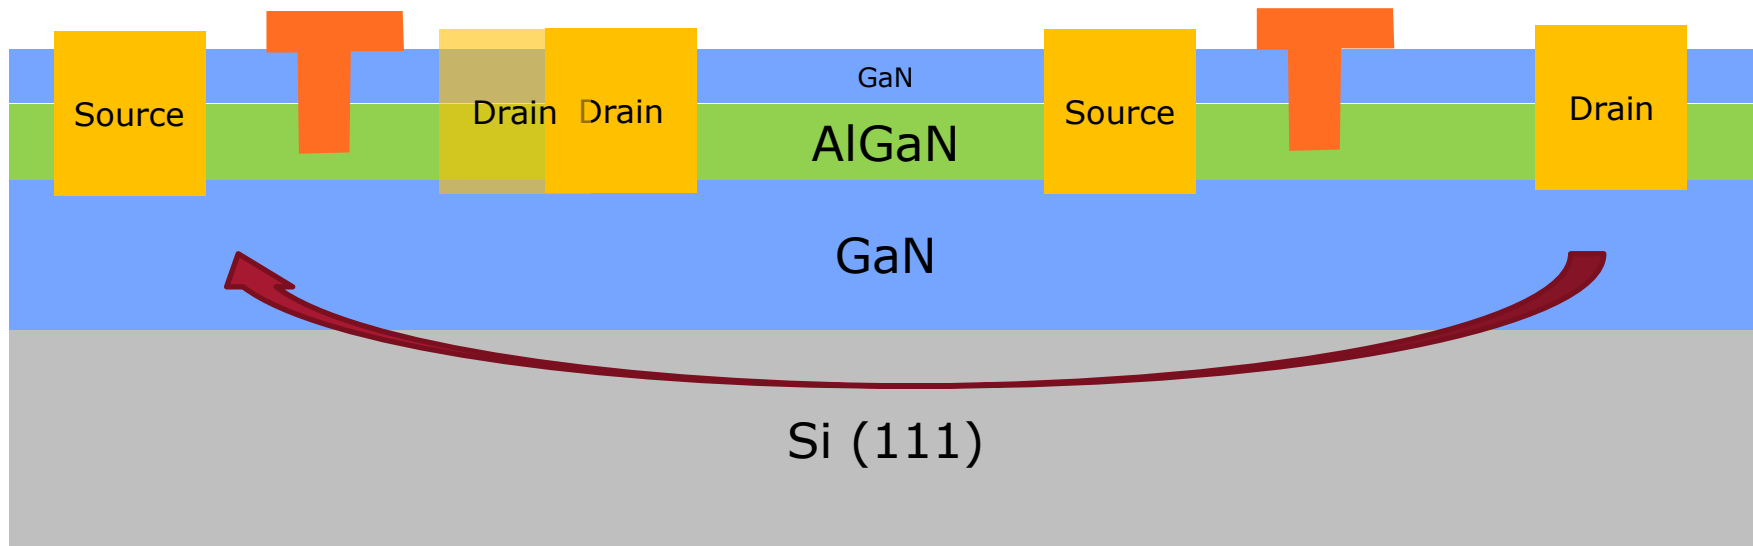 GaN
Source
Drain
Drain
Source
Drain
AlGaN
GaN
Si (111)